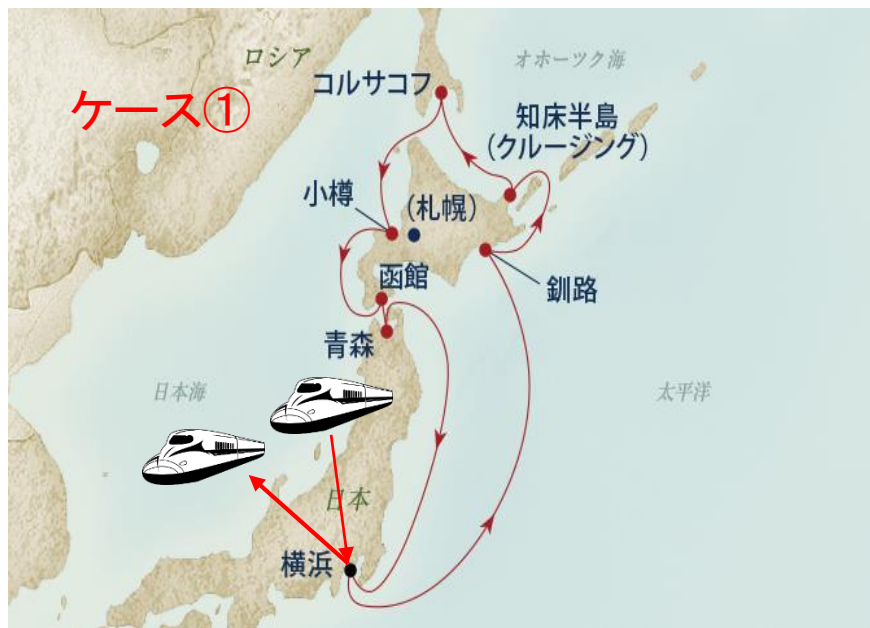 ロシア
オホーツク海
ケース①
コルサコフ
知床半島
(クルージング)
小樽
(札幌)
函館
釧路
青森
日本海
太平洋
日本
横浜